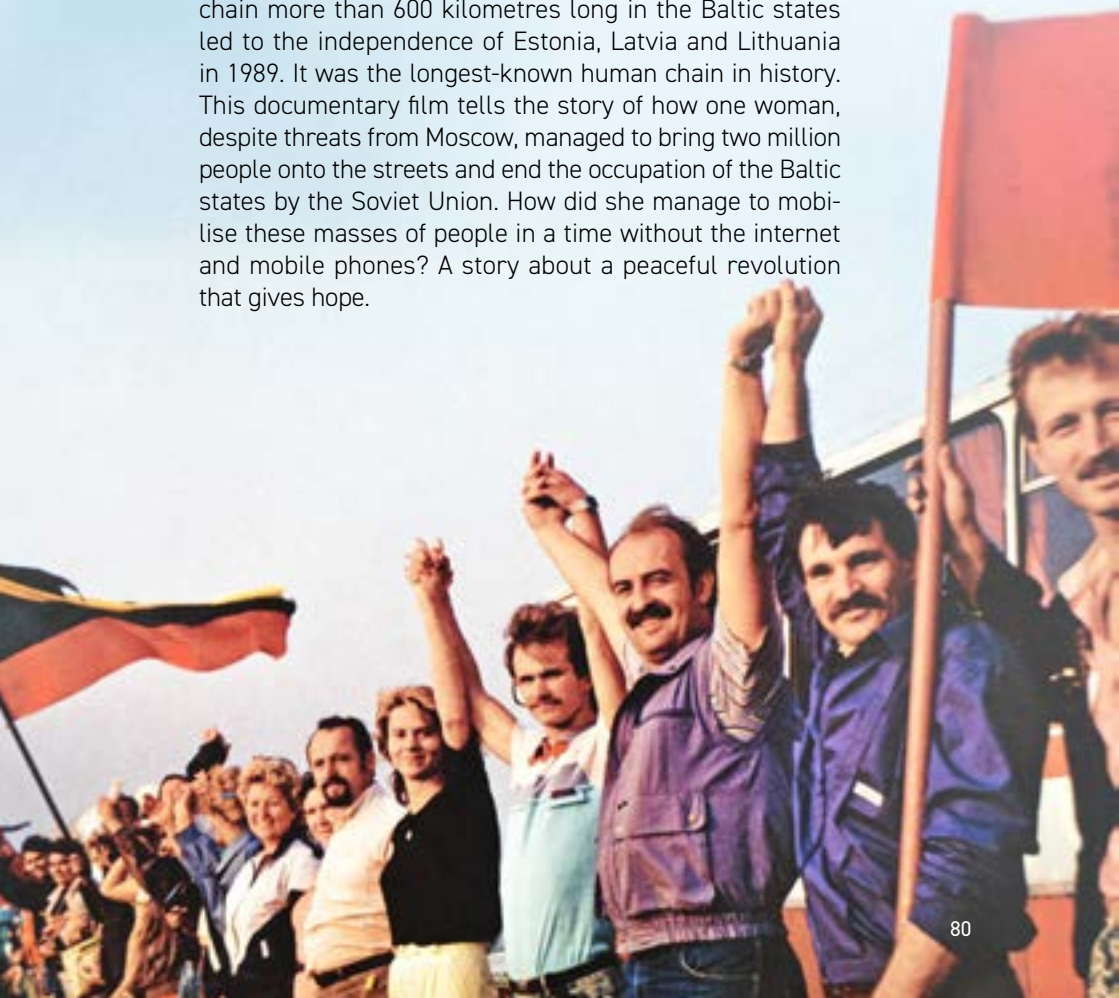 chain more than 600 kilometres long in the Baltic states
led to the independence of Estonia, Latvia and Lithuania
in 1989. It was the longest-known human chain in history.
This documentary film tells the story of how one woman,
despite threats from Moscow, managed to bring two million
people onto the streets and end the occupation of the Baltic
states by the Soviet Union. How did she manage to mobi-
lise these masses of people in a time without the internet
and mobile phones? A story about a peaceful revolution
that gives hope.
80